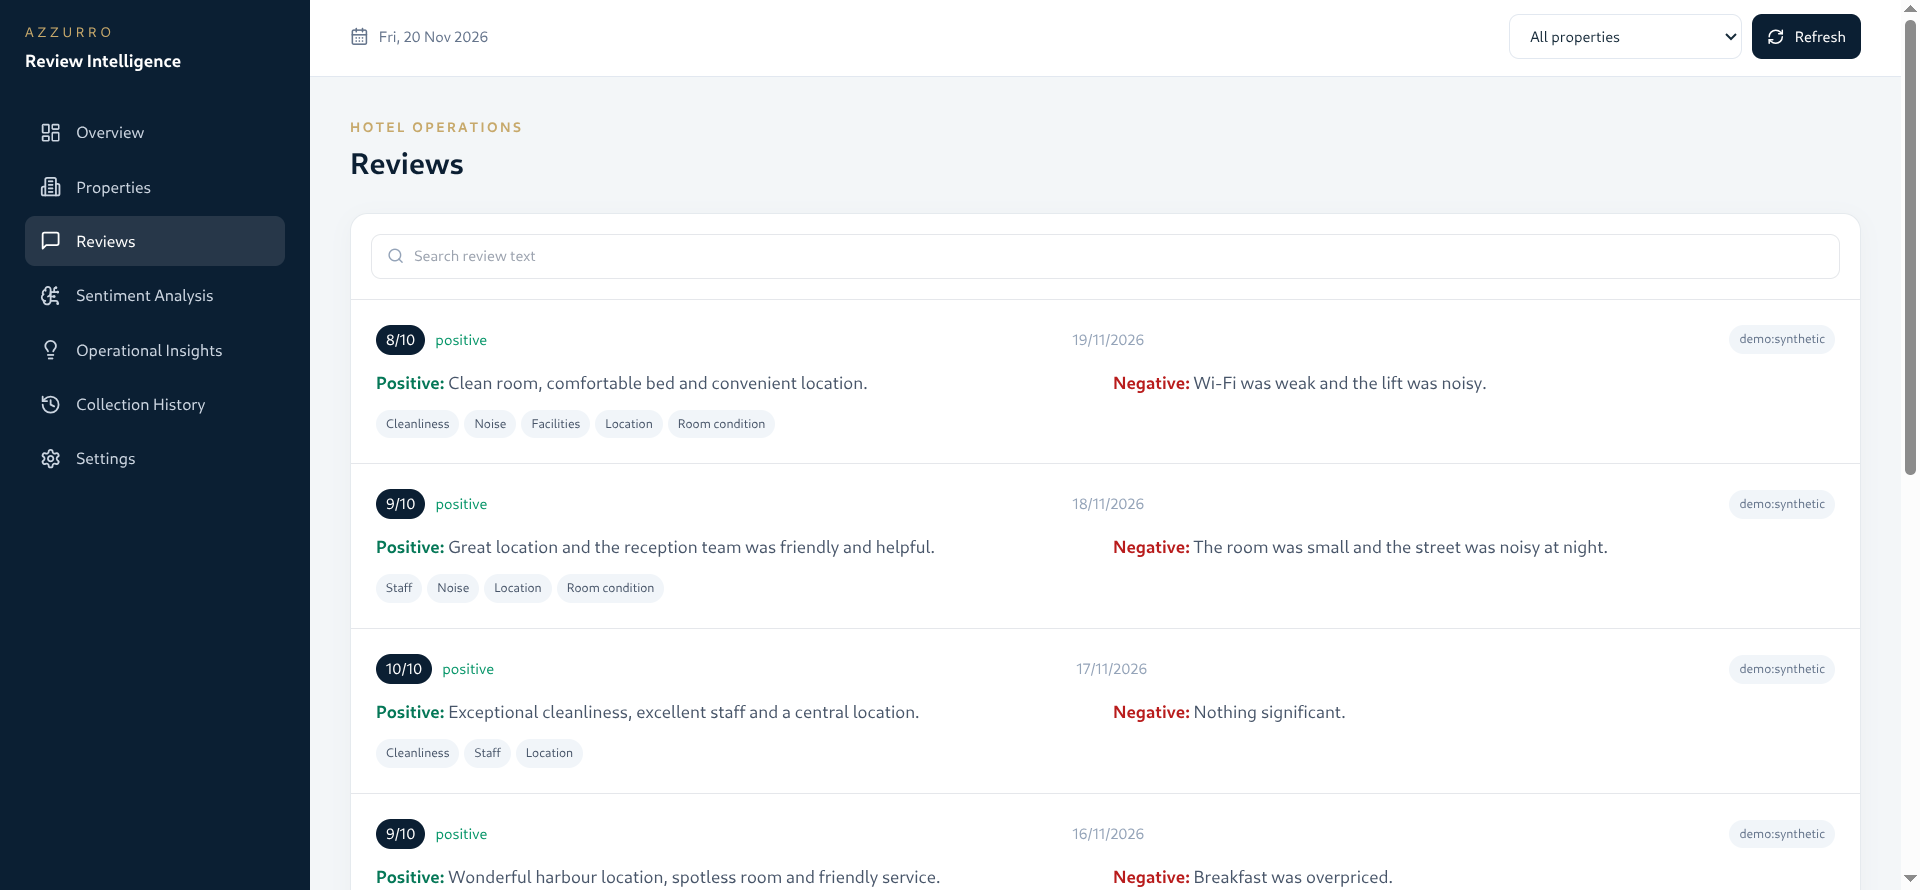 AZZURRO
Review Intelligence
Overview
Properties
Reviews
Sentiment Analysis
Operational Insights
Collection History
Settings
Fri, 20 Nov 2026
All properties
Refresh
HOTEL OPERATIONS
Reviews
Search review text
8/10 positive 19/11/2026 demo:synthetic
Positive: Clean room, comfortable bed and convenient location. Negative: Wi-Fi was weak and the lift was noisy.
Cleanliness Noise Facilities Location Room condition
9/10 positive 18/11/2026 demo:synthetic
Positive: Great location and the reception team was friendly and helpful. Negative: The room was small and the street was noisy at night.
Staff Noise Location Room condition
10/10 positive 17/11/2026 demo:synthetic
Positive: Exceptional cleanliness, excellent staff and a central location. Negative: Nothing significant.
Cleanliness Staff Location
9/10 positive 16/11/2026 demo:synthetic
Positive: Wonderful harbour location, spotless room and friendly service. Negative: Breakfast was overpriced.